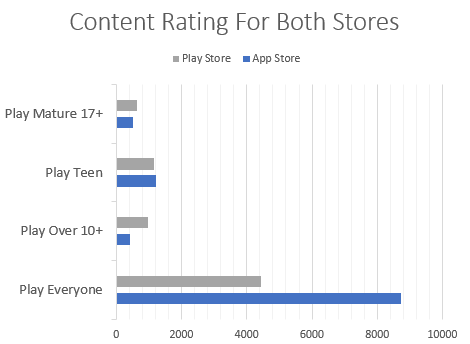 Content Rating For Both Stores
Play Store App Store
Play Mature 17+
Play Teen
Play Over 10+
Play Everyone
0 2000 4000 6000 8000 10000